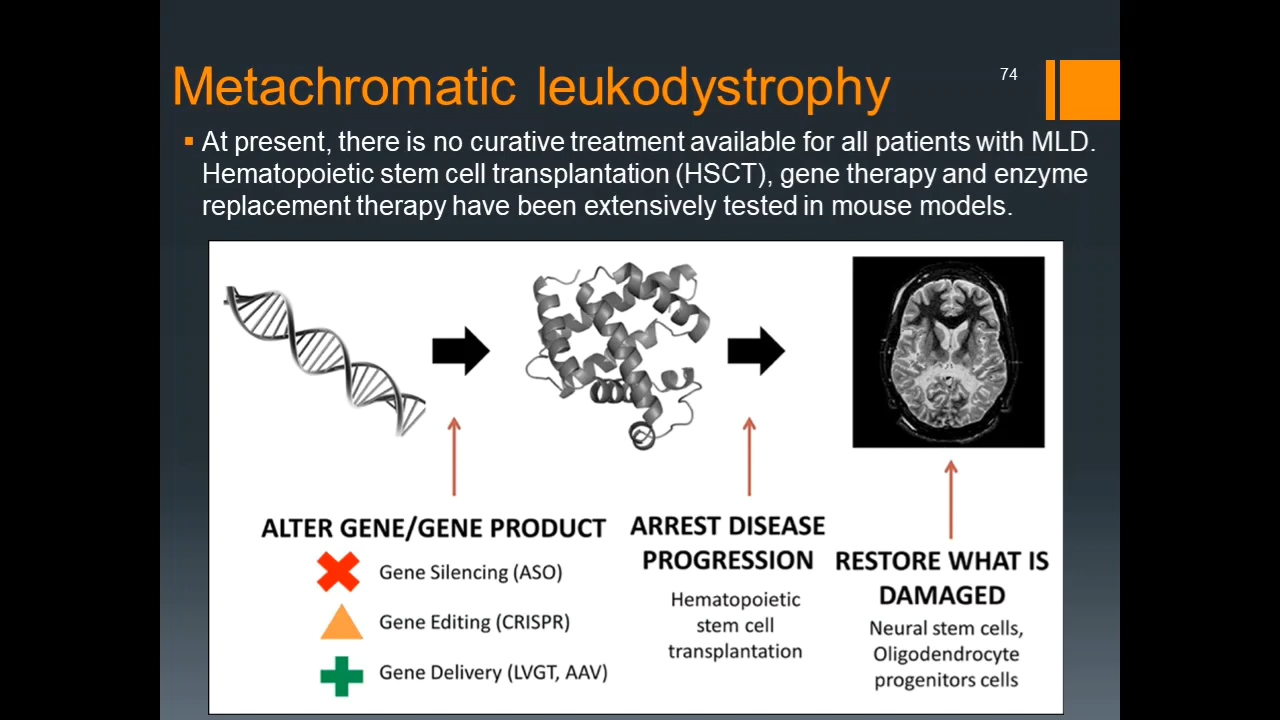 Metachromatic leukodystrophy
74
At present, there is no curative treatment available for all patients with MLD.
Hematopoietic stem cell transplantation (HSCT), gene therapy and enzyme
replacement therapy have been extensively tested in mouse models.
ALTER GENE/GENE PRODUCT
Gene Silencing (ASO)
Gene Editing (CRISPR)
Gene Delivery (LVGT, AAV)
ARREST DISEASE
PROGRESSION
Hematopoietic
stem cell
transplantation
RESTORE WHAT IS
DAMAGED
Neural stem cells,
Oligodendrocyte
progenitors cells